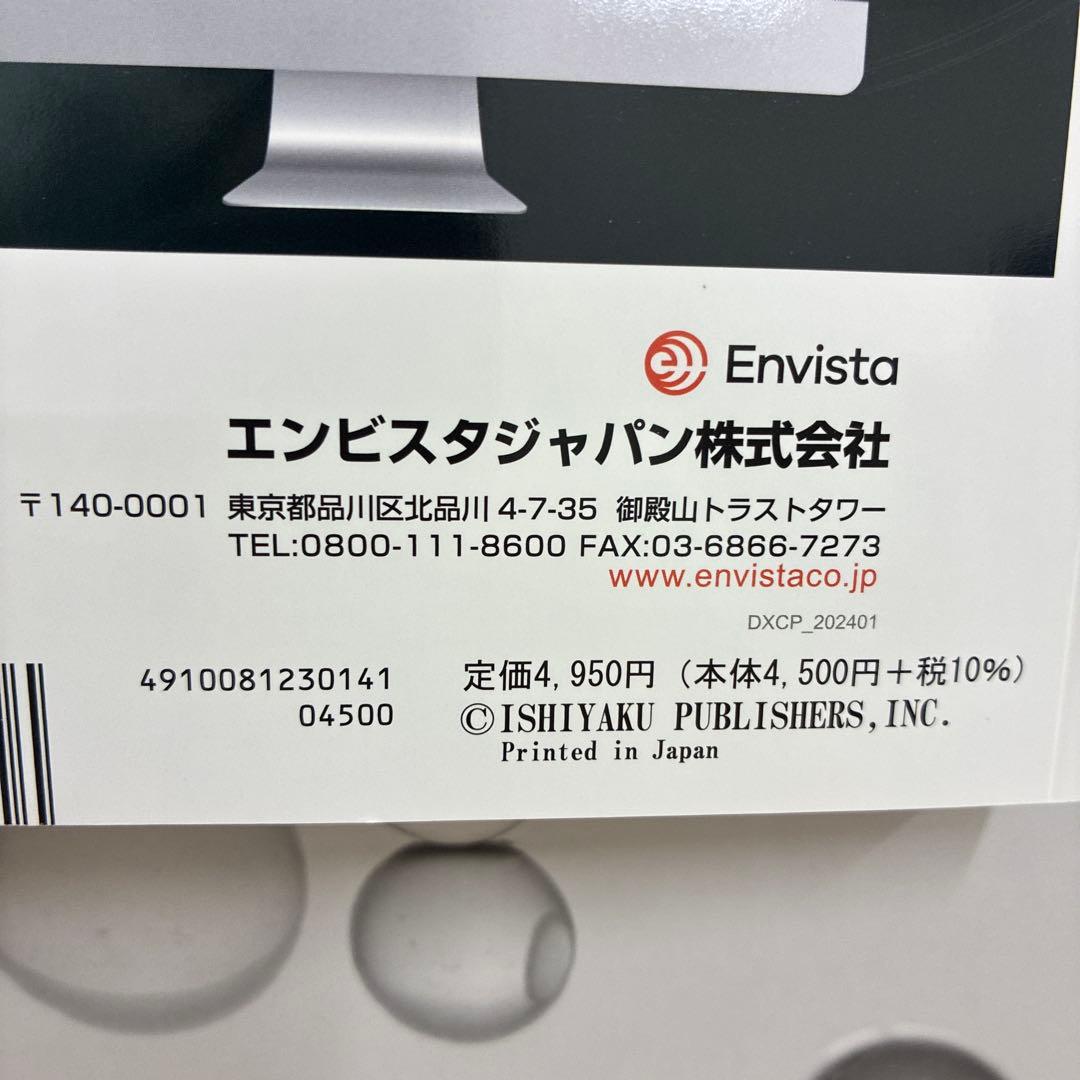 Envista
エンビスタジャパン株式会社
〒140-0001 東京都品川区北品川4-7-35 御殿山トラストタワー
TEL:0800-111-8600 FAX:03-6866-7273
www.envistaco.jp
DXCP_202401
4910081230141
04500
定価4,950円（本体4,500円＋税10%）
©ISHIYAKU PUBLISHERS,INC.
Printed in Japan